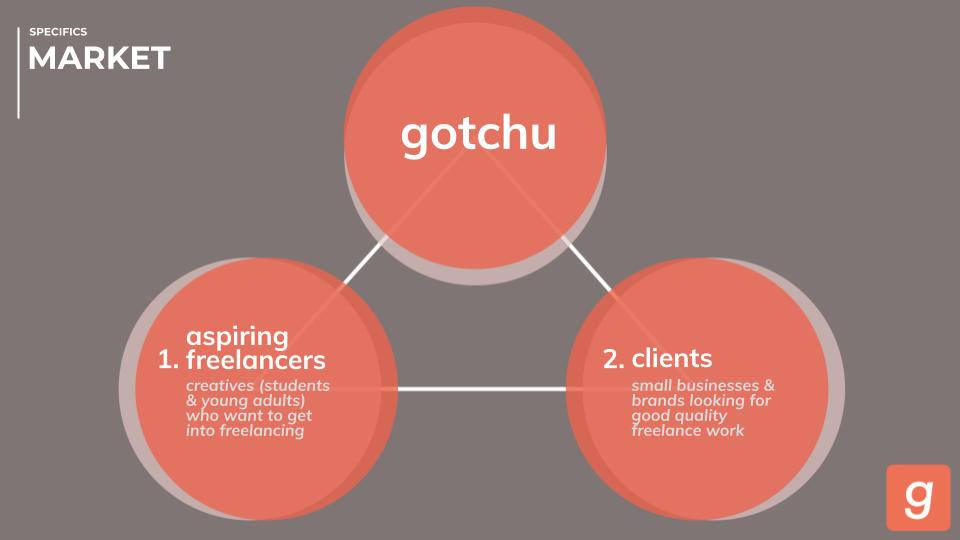 SPECIFICS
MARKET
gotchu
1. aspiring
freelancers
creatives (students
& young adults)
who want to get
into freelancing
2. clients
small businesses &
brands looking for
good quality
freelance work
g